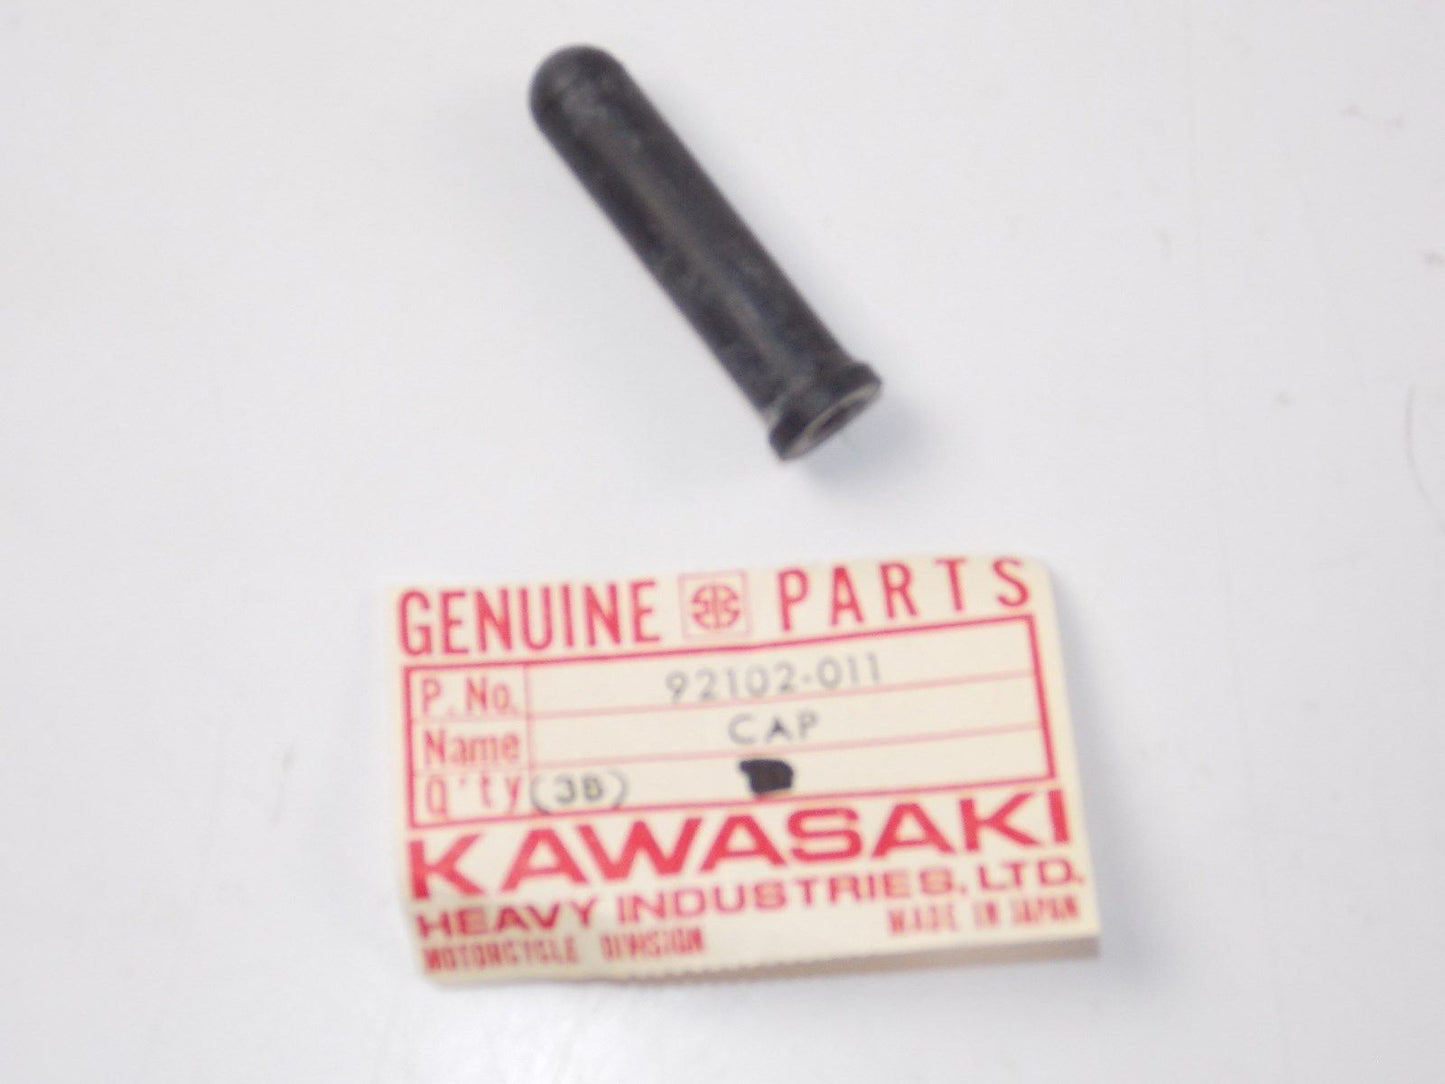 GENUINE PARTS
P. No. 92102-011
Name CAP
Q'ty (3B)
KAWASAKI
HEAVY INDUSTRIES, LTD.
MOTORCYCLE DIVISION MADE IN JAPAN